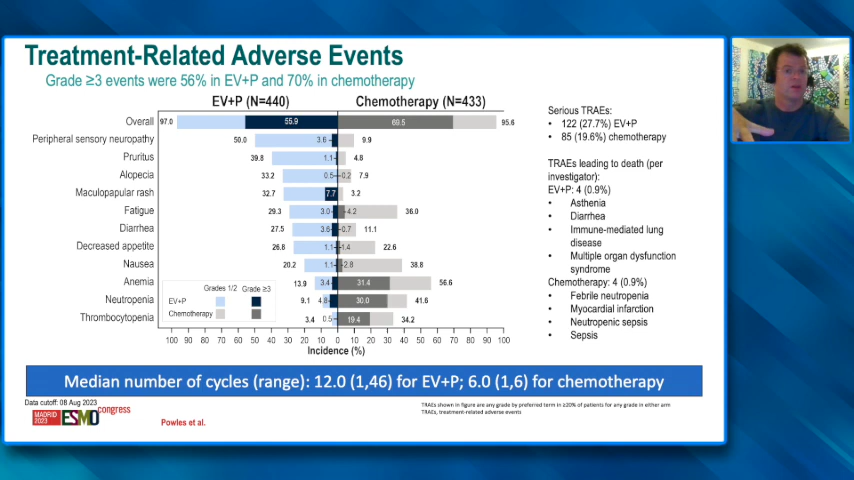 Treatment-Related Adverse Events
Grade ≥3 events were 56% in EV+P and 70% in chemotherapy
EV+P (N=440) Chemotherapy (N=433)
Overall 97.0 55.9 69.5 95.6
Peripheral sensory neuropathy 50.0 3.6 9.9
Pruritus 39.8 1.1 4.8
Alopecia 33.2 0.5 0.2 7.9
Maculopapular rash 32.7 7.7 3.2
Fatigue 29.3 3.0 4.2 36.0
Diarrhea 27.5 3.6 0.7 11.1
Decreased appetite 26.8 1.1 1.4 22.6
Nausea 20.2 1.1 2.8 38.8
Anemia 13.9 3.4 31.4 56.6
Neutropenia 9.1 4.8 30.0 41.6
Thrombocytopenia 3.4 0.5 19.4 34.2
Grades 1/2 Grade ≥3
EV+P
Chemotherapy
100 90 80 70 60 50 40 30 20 10 0 10 20 30 40 50 60 70 80 90 100
Incidence (%)
Serious TRAEs:
• 122 (27.7%) EV+P
• 85 (19.6%) chemotherapy
TRAEs leading to death (per
investigator):
EV+P: 4 (0.9%)
• Asthenia
• Diarrhea
• Immune-mediated lung
disease
• Multiple organ dysfunction
syndrome
Chemotherapy: 4 (0.9%)
• Febrile neutropenia
• Myocardial infarction
• Neutropenic sepsis
• Sepsis
Median number of cycles (range): 12.0 (1,46) for EV+P; 6.0 (1,6) for chemotherapy
Data cutoff: 08 Aug 2023
MADRID
2023
ESMO congress
Powles et al.
TRAEs shown in figure are any grade by preferred term in ≥20% of patients for any grade in either arm
TRAEs, treatment-related adverse events